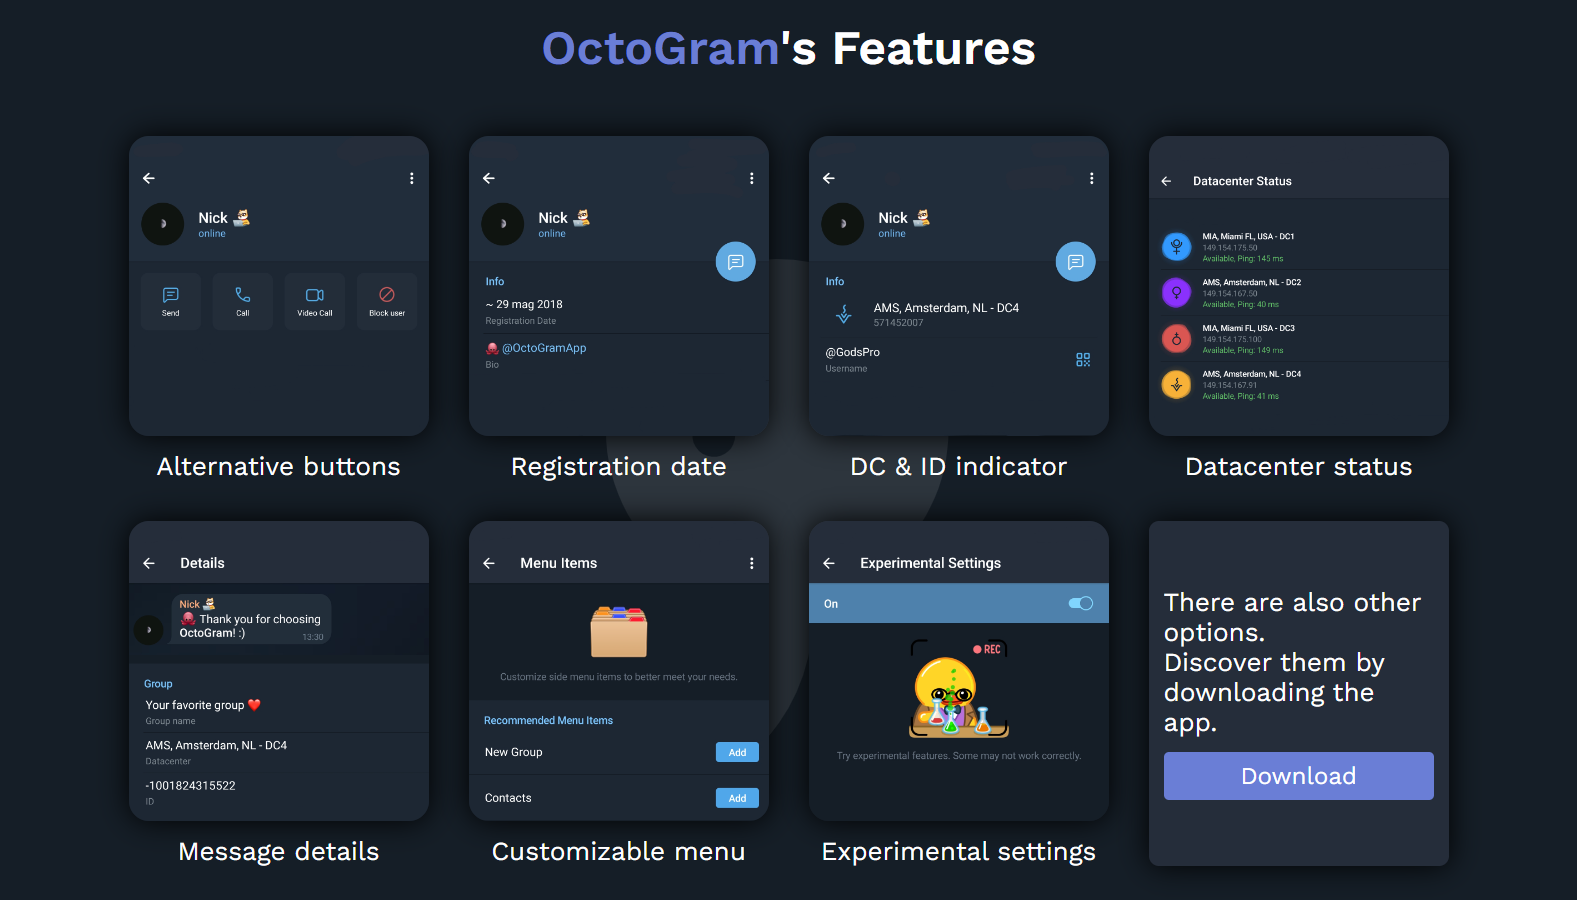 OctoGram's Features
Nick
online
Send
Call
Video Call
Block user
Alternative buttons
Nick
online
Info
~ 29 mag 2018
Registration Date
@OctoGramApp
Bio
Registration date
Nick
online
Info
AMS, Amsterdam, NL - DC4
571452007
@GodsPro
Username
DC & ID indicator
Datacenter Status
MIA, Miami FL, USA - DC1
149.154.175.50
Available, Ping: 145 ms
AMS, Amsterdam, NL - DC2
149.154.167.50
Available, Ping: 40 ms
MIA, Miami FL, USA - DC3
149.154.175.100
Available, Ping: 149 ms
AMS, Amsterdam, NL - DC4
149.154.167.91
Available, Ping: 41 ms
Datacenter status
Details
Nick
Thank you for choosing
OctoGram! :)
13:30
Group
Your favorite group ❤️
Group name
AMS, Amsterdam, NL - DC4
Datacenter
-1001824315522
ID
Message details
Menu Items
Customize side menu items to better meet your needs.
Recommended Menu Items
New Group
Add
Contacts
Add
Customizable menu
Experimental Settings
On
REC
Try experimental features. Some may not work correctly.
Experimental settings
There are also other
options.
Discover them by
downloading the
app.
Download